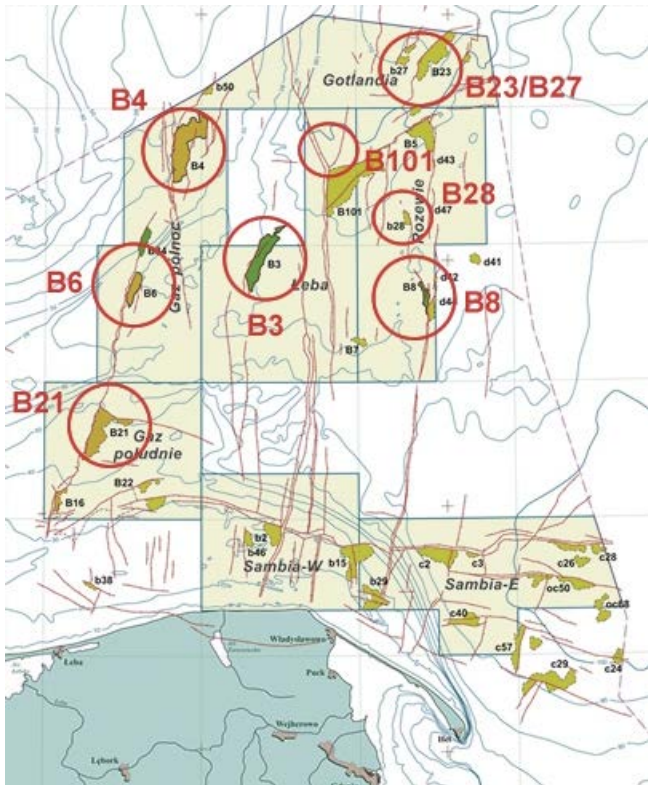 b50
Gotlandia
b27
B23
B23/B27
B4
B4
B101
B101
B5
d43
B28
b28
Rozewie
d47
B34
Gaz północ
B3
B3
Łeba
B6
B6
B8
B8
d41
d42
d44
B7
B21
B21
Gaz
południe
B22
B16
b38
b2
b46
Sambia-W
b15
b29
c2
c3
Sambia-E
c26
c28
oc50
oc68
c40
c57
c29
c24
Łeba
Władysławowo
Puck
Wejherowo
Lębork
Hel